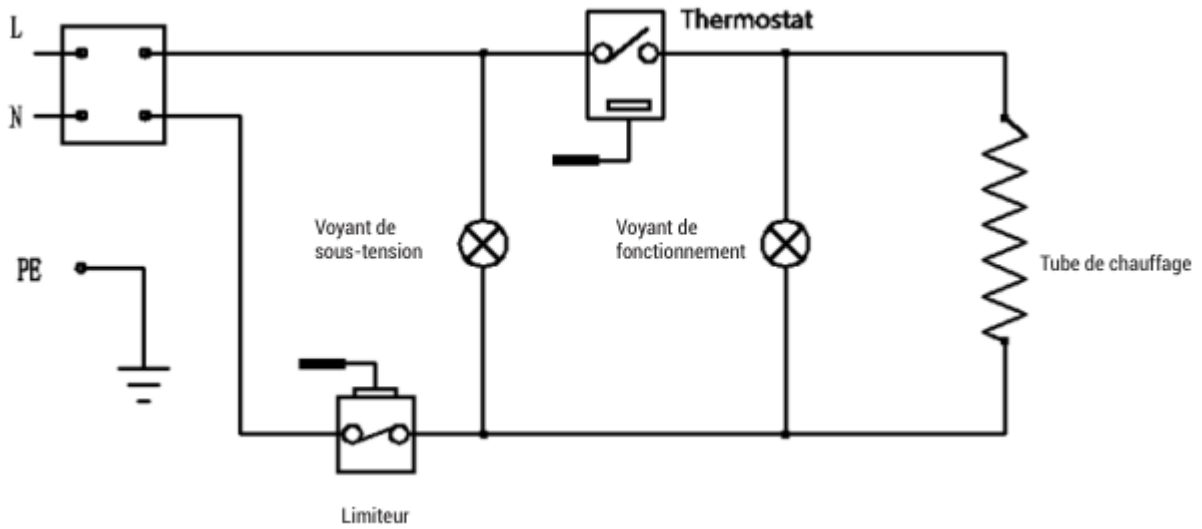 L
Thermostat
N
Voyant de
sous-tension
Voyant de
fonctionnement
PE
Tube de chauffage
Limiteur